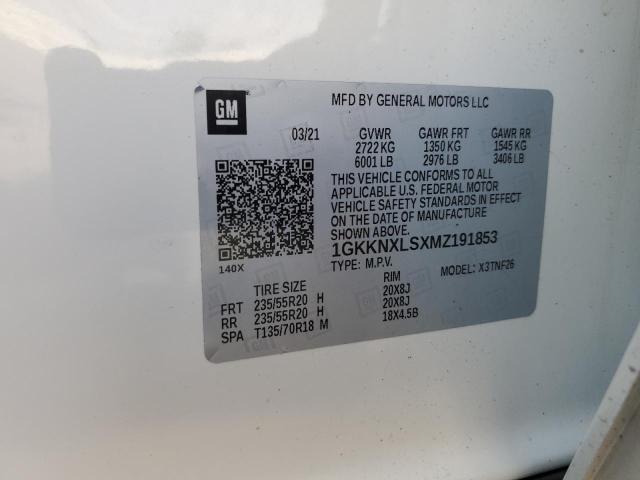 GM
MFD BY GENERAL MOTORS LLC
03/21 GVWR GAWR FRT GAWR RR
2722 KG 1350 KG 1545 KG
6001 LB 2976 LB 3406 LB
THIS VEHICLE CONFORMS TO ALL
APPLICABLE U.S. FEDERAL MOTOR
VEHICLE SAFETY STANDARDS IN EFFECT
ON THE DATE OF MANUFACTURE
SHOWN ABOVE.
1GKKNXLSXMZ191853
140X TYPE: M.P.V. MODEL: X3TNF26
TIRE SIZE RIM
FRT 235/55R20 H 20X8J
RR 235/55R20 H 20X8J
SPA T135/70R18 M 18X4.5B